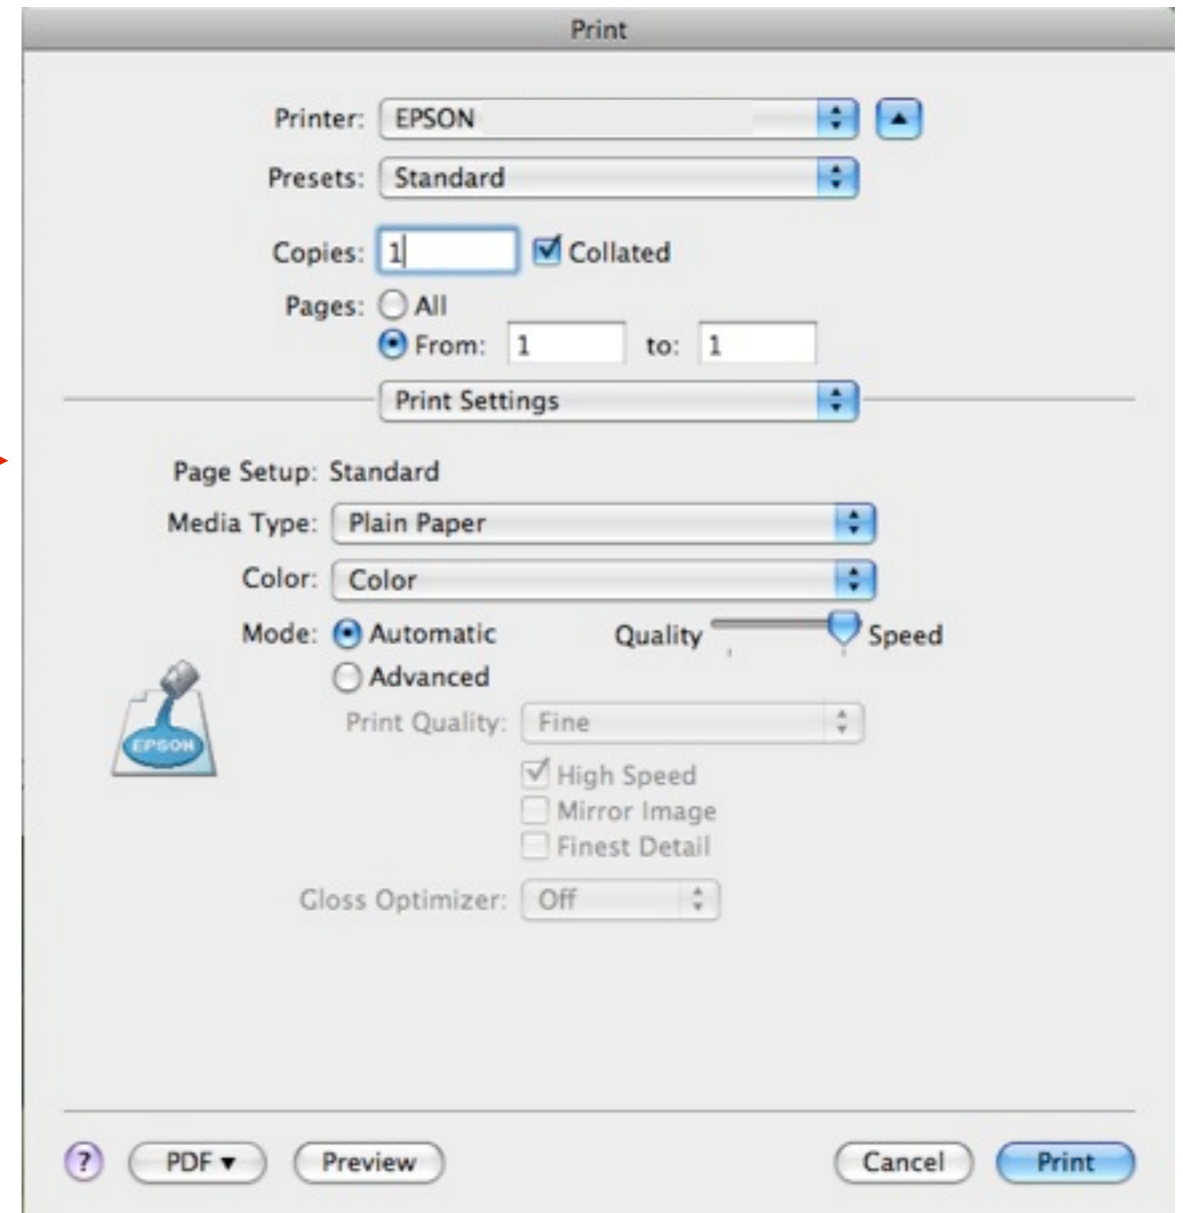 Print
Printer: EPSON
Presets: Standard
Copies: 1 Collated
Pages: All
From: 1 to: 1
Print Settings
Page Setup: Standard
Media Type: Plain Paper
Color: Color
Mode: Automatic Quality Speed
Advanced
EPSON
Print Quality: Fine
High Speed
Mirror Image
Finest Detail
Gloss Optimizer: Off
? PDF Preview Cancel Print